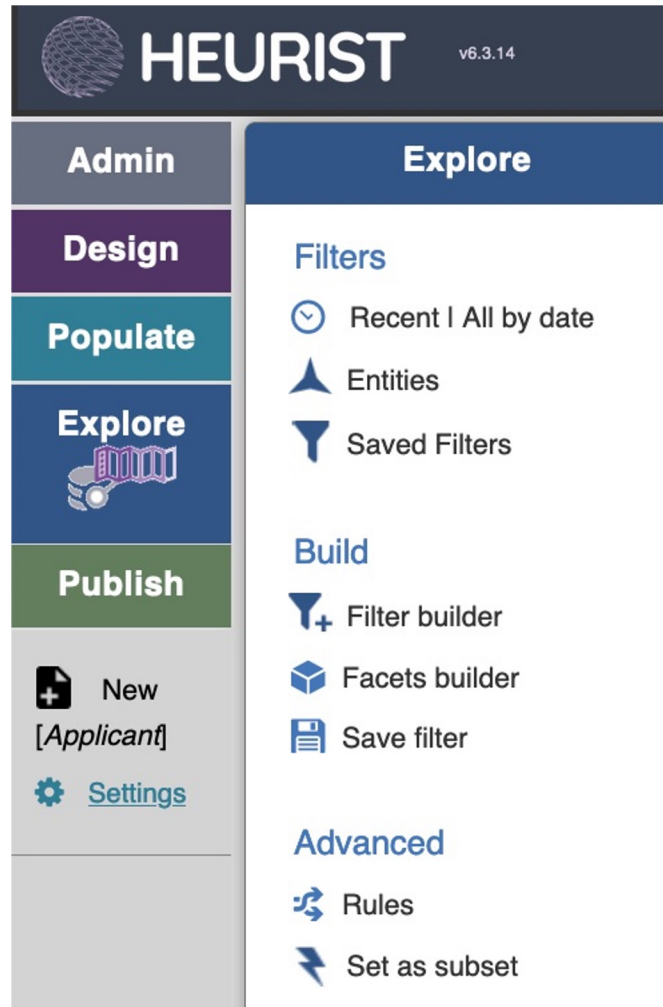 HEURIST v6.3.14
Admin
Design
Populate
Explore
Publish
New
[Applicant]
Settings
Explore
Filters
Recent | All by date
Entities
Saved Filters
Build
Filter builder
Facets builder
Save filter
Advanced
Rules
Set as subset